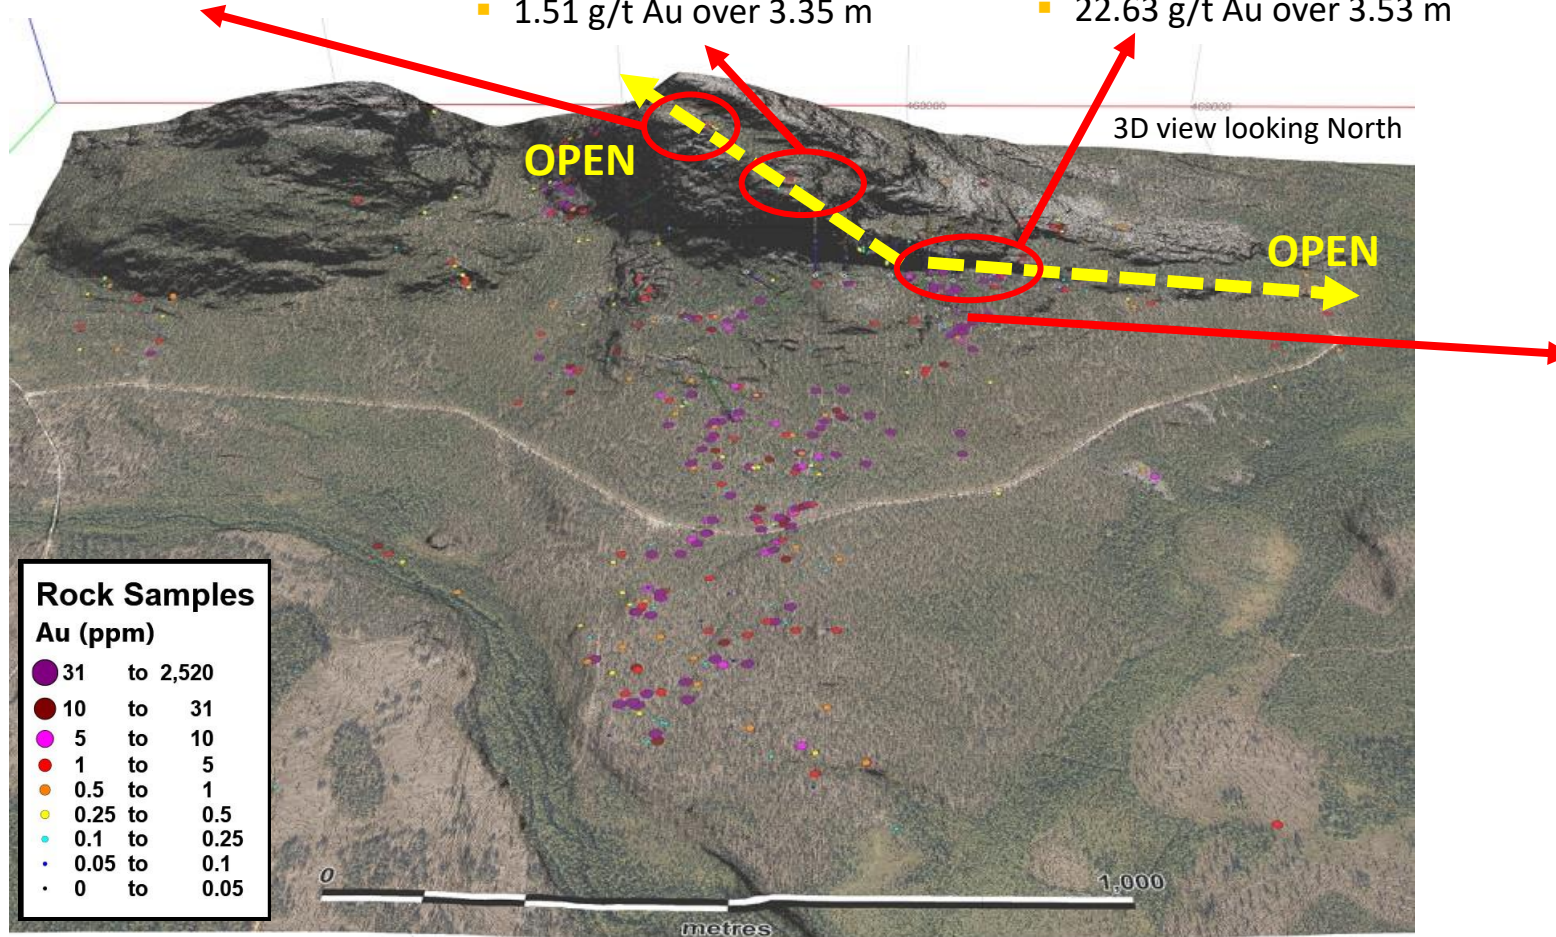 ▪ 1.51 g/t Au over 3.35 m
▪ 22.63 g/t Au over 3.53 m
3D view looking North
OPEN
OPEN
Rock Samples
Au (ppm)
31 to 2,520
10 to 31
5 to 10
1 to 5
0.5 to 1
0.25 to 0.5
0.1 to 0.25
0.05 to 0.1
0 to 0.05
0 1,000
metres